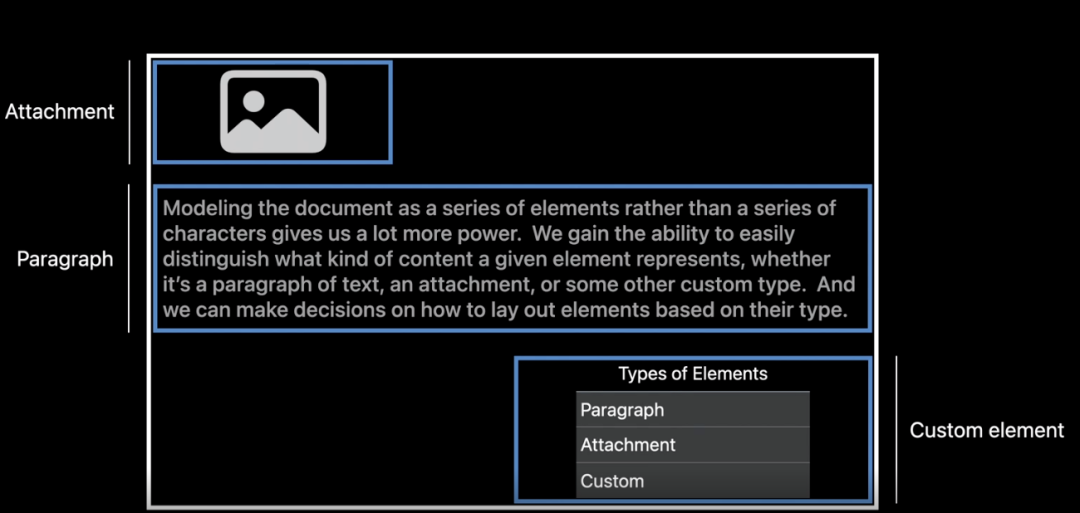 Attachment
Paragraph
Modeling the document as a series of elements rather than a series of
characters gives us a lot more power.  We gain the ability to easily
distinguish what kind of content a given element represents, whether
it’s a paragraph of text, an attachment, or some other custom type.  And
we can make decisions on how to lay out elements based on their type.
Types of Elements
Paragraph
Attachment
Custom
Custom element